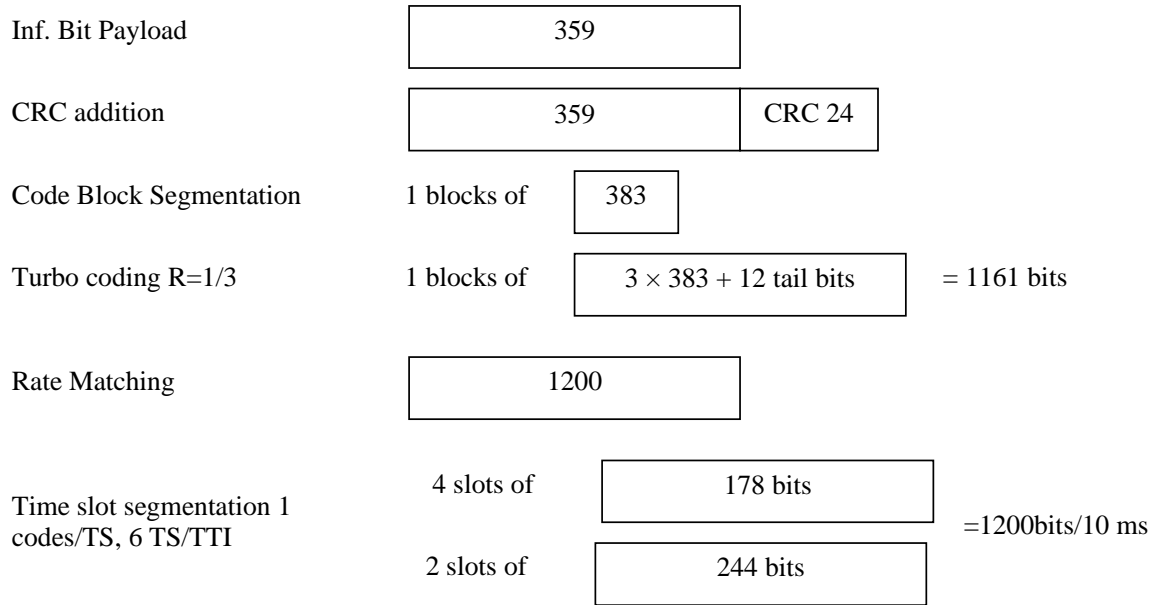 Inf. Bit Payload
359
CRC addition
359
CRC 24
Code Block Segmentation
1 blocks of
383
Turbo coding R=1/3
1 blocks of
3 × 383 + 12 tail bits
= 1161 bits
Rate Matching
1200
Time slot segmentation 1
codes/TS, 6 TS/TTI
4 slots of
178 bits
2 slots of
244 bits
=1200bits/10 ms